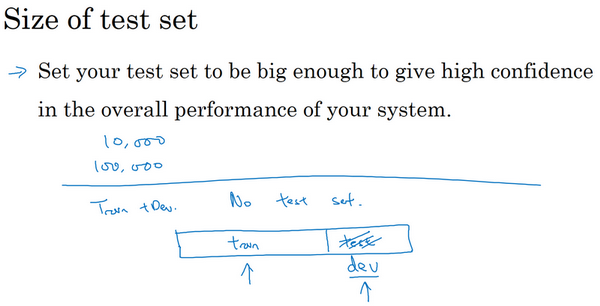 Size of test set
→ Set your test set to be big enough to give high confidence
in the overall performance of your system.
10,000
100,000
Train + Dev. No test set.
train test
dev